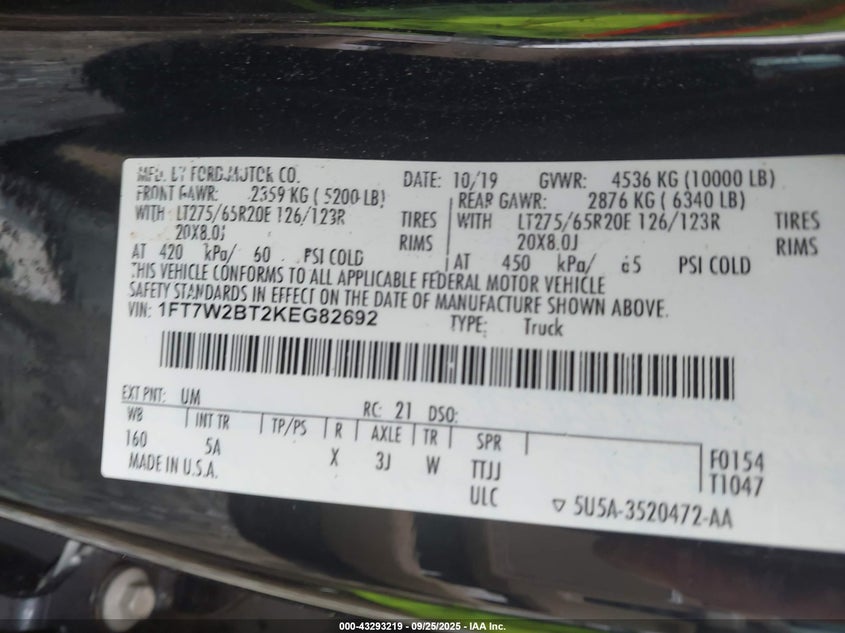 MFD. BY FORD MOTOR CO. DATE: 10/19 GVWR: 4536 KG (10000 LB)
FRONT GAWR: 2359 KG ( 5200 LB) REAR GAWR: 2876 KG ( 6340 LB)
WITH LT275/65R20E 126/123R TIRES WITH LT275/65R20E 126/123R TIRES
20X8.0J RIMS 20X8.0J RIMS
AT 420 kPa/ 60 PSI COLD AT 450 kPa/ 65 PSI COLD
THIS VEHICLE CONFORMS TO ALL APPLICABLE FEDERAL MOTOR VEHICLE
SAFETY STANDARDS IN EFFECT ON THE DATE OF MANUFACTURE SHOWN ABOVE.
VIN: 1FT7W2BT2KEG82692 TYPE: Truck
EXT PNT: UM RC: 21 DSO:
WB INT TR TP/PS R AXLE TR SPR
160 5A X 3J W TTJJ F0154
MADE IN U.S.A. ULC T1047
▽ 5U5A-3520472-AA
000-43293219 - 09/25/2025 - IAA Inc.